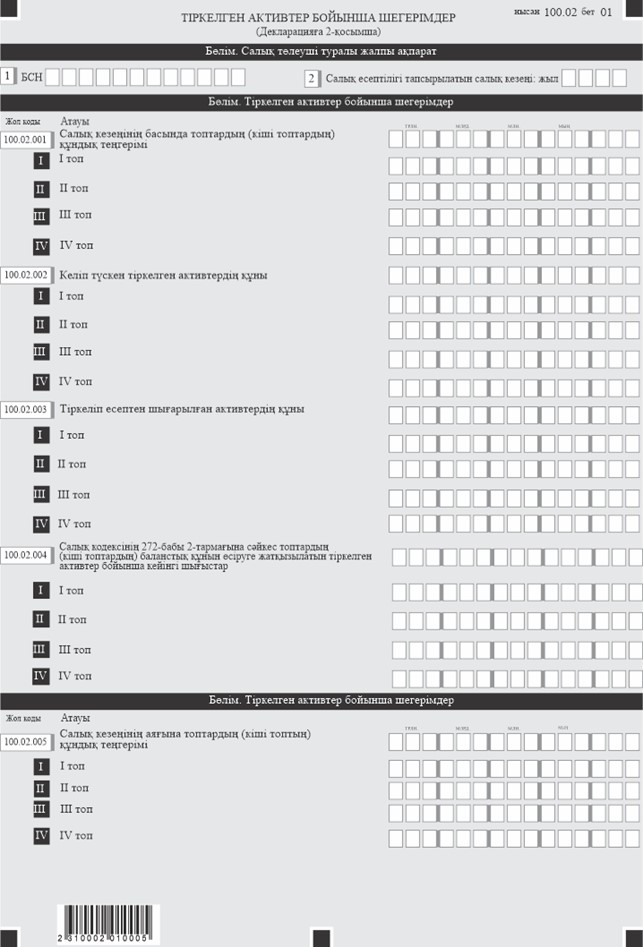 нысан 100.02 бет 01
ТІРКЕЛГЕН АКТИВТЕР БОЙЫНША ШЕГЕРІМДЕР
(Декларацияға 2-қосымша)
Бөлім. Салық төлеуші туралы жалпы ақпарат
1 БСН 2 Салық есептілігі тапсырылатын салық кезеңі: жыл
Бөлім. Тіркелген активтер бойынша шегерімдер
Жол коды Атауы
трлн. млрд. млн. мың
100.02.001 Салық кезеңінің басында топтардың (кіші топтардың)
құндық теңгерімі
I I топ
II II топ
III III топ
IV IV топ
100.02.002 Келіп түскен тіркелген активтердің құны
I I топ
II II топ
III III топ
IV IV топ
100.02.003 Тіркеліп есептен шығарылған активтердің құны
I I топ
II II топ
III III топ
IV IV топ
100.02.004 Салық кодексінің 272-бабы 2-тармағына сәйкес топтардың
(кіші топтардың) баланстық құнын өсіруге жатқызылатын тіркелген
активтер бойынша кейінгі шығыстар
I I топ
II II топ
III III топ
IV IV топ
Бөлім. Тіркелген активтер бойынша шегерімдер
Жол коды Атауы
трлн. млрд. млн. мың
100.02.005 Салық кезеңінің аяғына топтардың (кіші топтың)
құндық теңгерімі
I I топ
II II топ
III III топ
IV IV топ
2 310002 010005